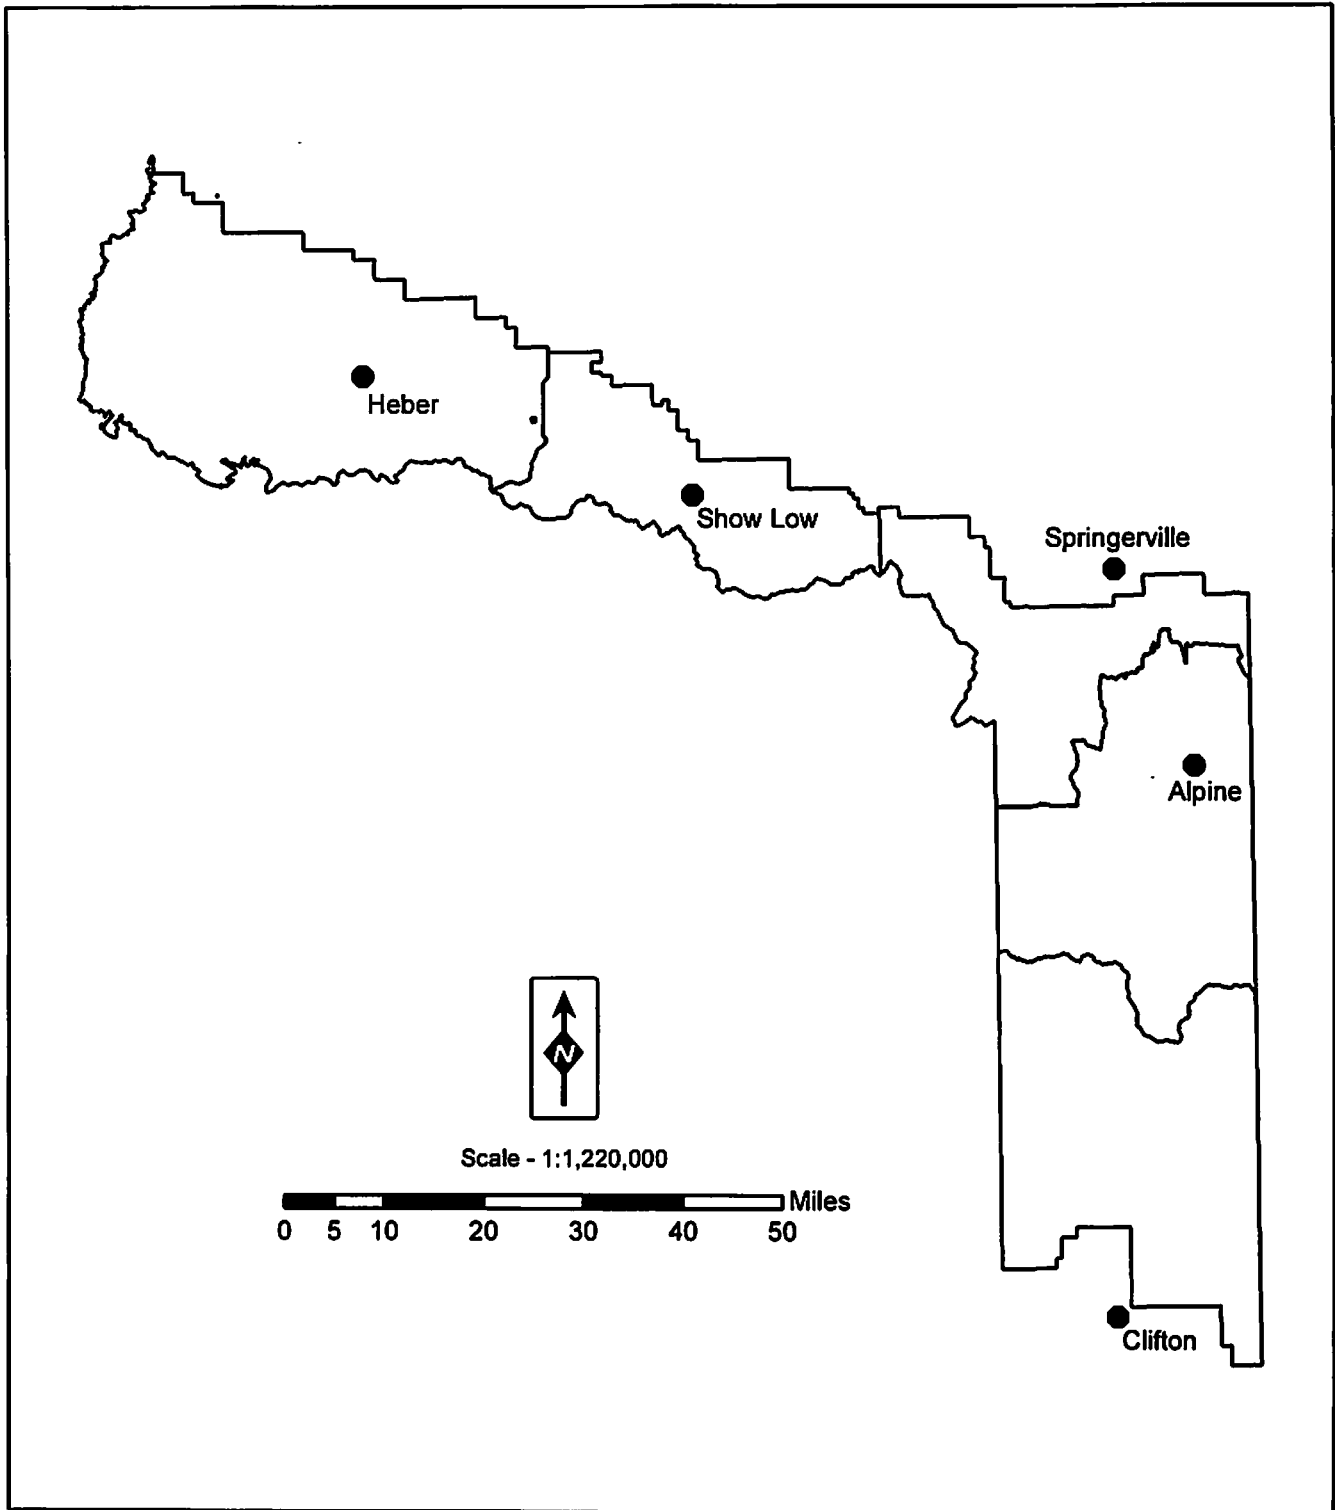 Heber
Show Low
Springerville
Alpine
N
Scale - 1:1,220,000
Miles
0 5 10 20 30 40 50
Clifton